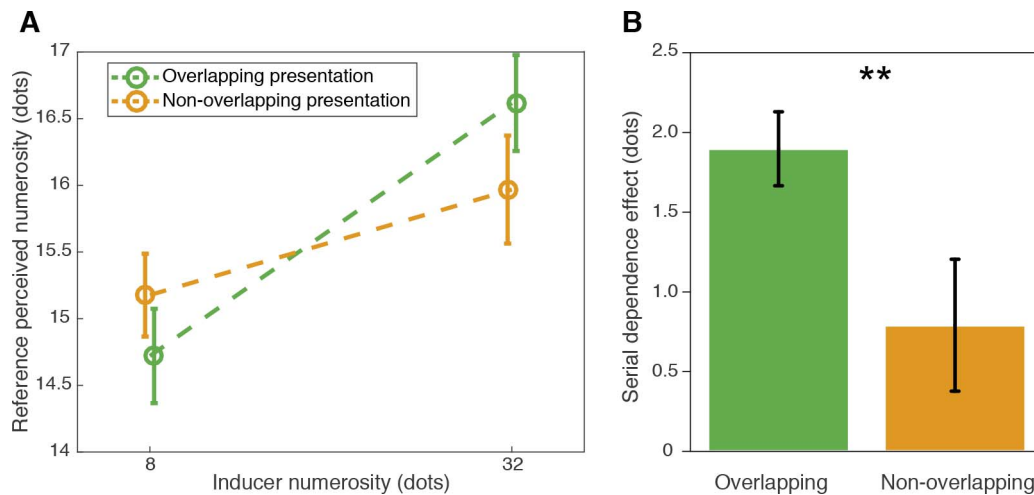 A
Reference perceived numerosity (dots)
17
16.5
16
15.5
15
14.5
14
Overlapping presentation
Non-overlapping presentation
8
32
Inducer numerosity (dots)
B
Serial dependence effect (dots)
2.5
2.0
1.5
1.0
0.5
0
**
Overlapping
Non-overlapping